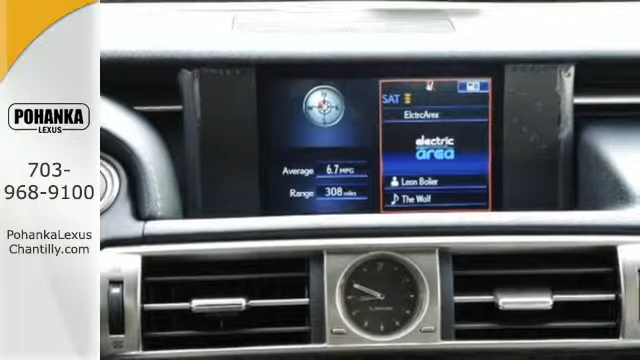 POHANKA
LEXUS
703-
968-9100
PohankaLexus
Chantilly.com
SAT
ElctrcArea
electric
area
Average 6.7 MPG
Range 308 miles
Leon Bolier
The Wolf
LEXUS